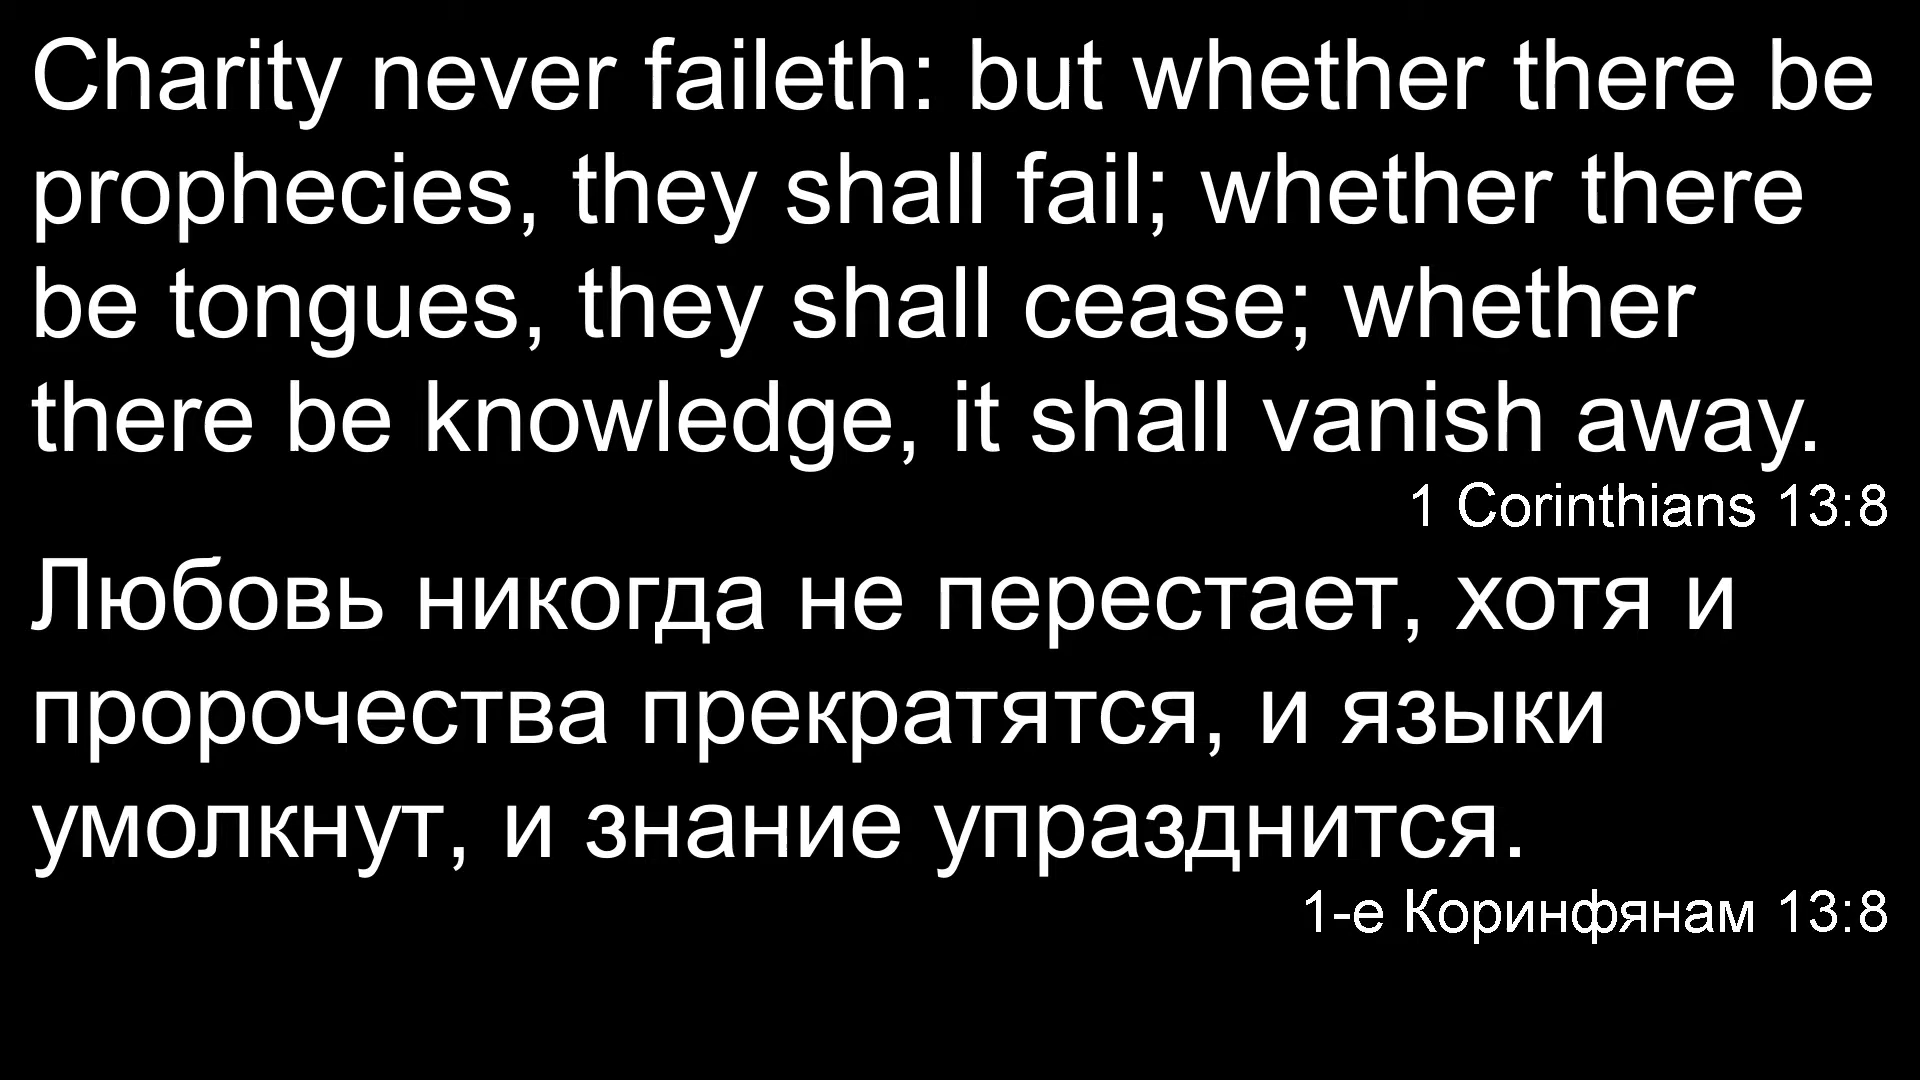 Charity never faileth: but whether there be
prophecies, they shall fail; whether there
be tongues, they shall cease; whether
there be knowledge, it shall vanish away.
1 Corinthians 13:8
Любовь никогда не перестает, хотя и
пророчества прекратятся, и языки
умолкнут, и знание упразднится.
1-е Коринфянам 13:8